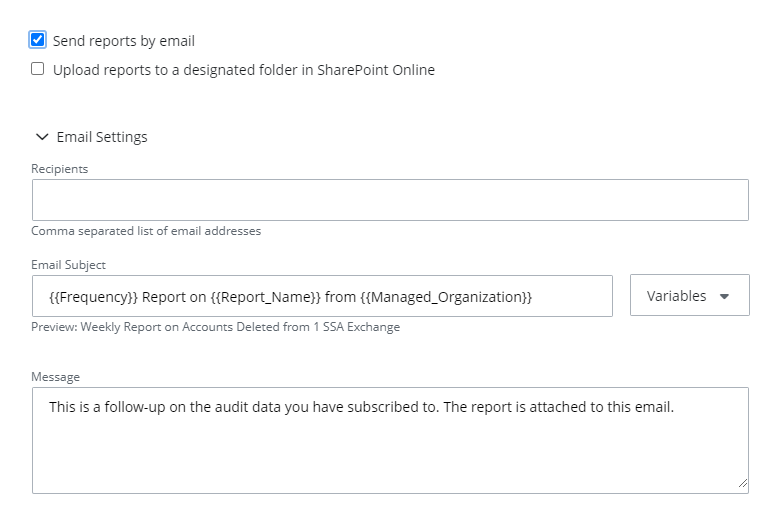 Send reports by email
Upload reports to a designated folder in SharePoint Online
Email Settings
Recipients
Comma separated list of email addresses
Email Subject
{{Frequency}} Report on {{Report_Name}} from {{Managed_Organization}}
Variables
Preview: Weekly Report on Accounts Deleted from 1 SSA Exchange
Message
This is a follow-up on the audit data you have subscribed to. The report is attached to this email.